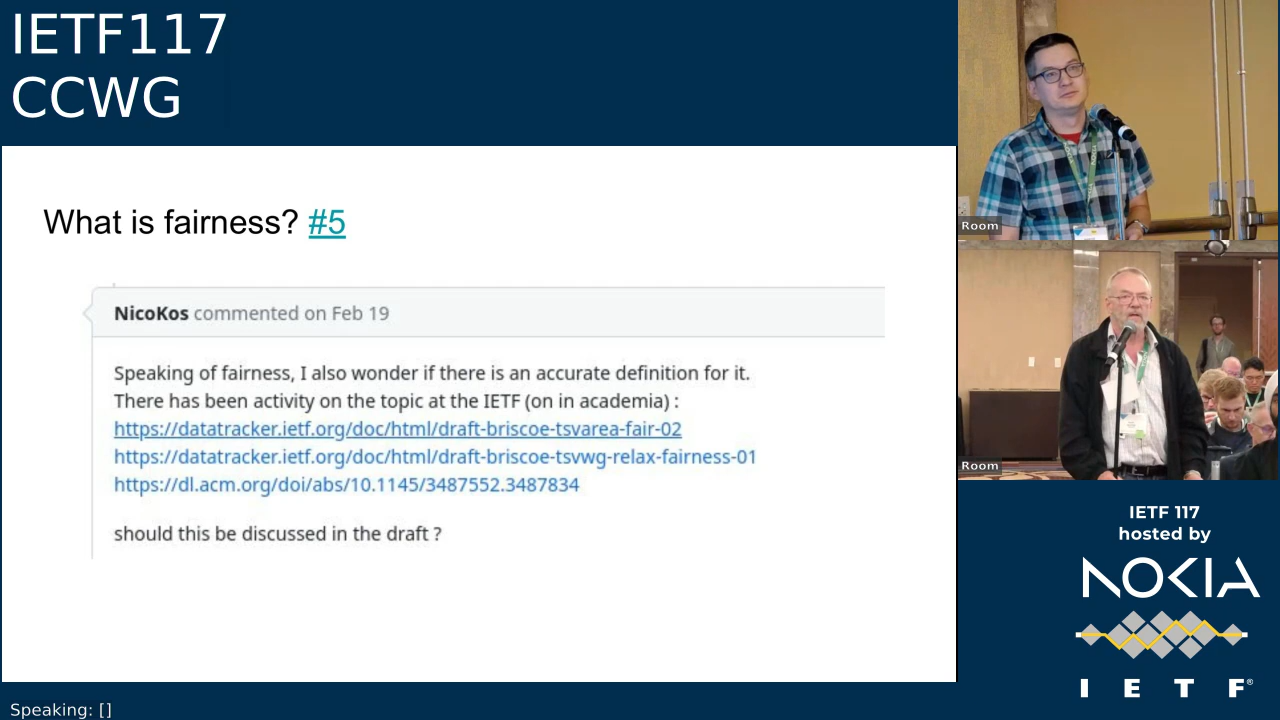 IETF117
CCWG
What is fairness? #5
NicoKos commented on Feb 19
Speaking of fairness, I also wonder if there is an accurate definition for it.
There has been activity on the topic at the IETF (on in academia) :
https://datatracker.ietf.org/doc/html/draft-briscoe-tsvarea-fair-02
https://datatracker.ietf.org/doc/html/draft-briscoe-tsvwg-relax-fairness-01
https://dl.acm.org/doi/abs/10.1145/3487552.3487834
should this be discussed in the draft ?
Room
Room
IETF 117
hosted by
NOKIA
I E T F®
Speaking: []